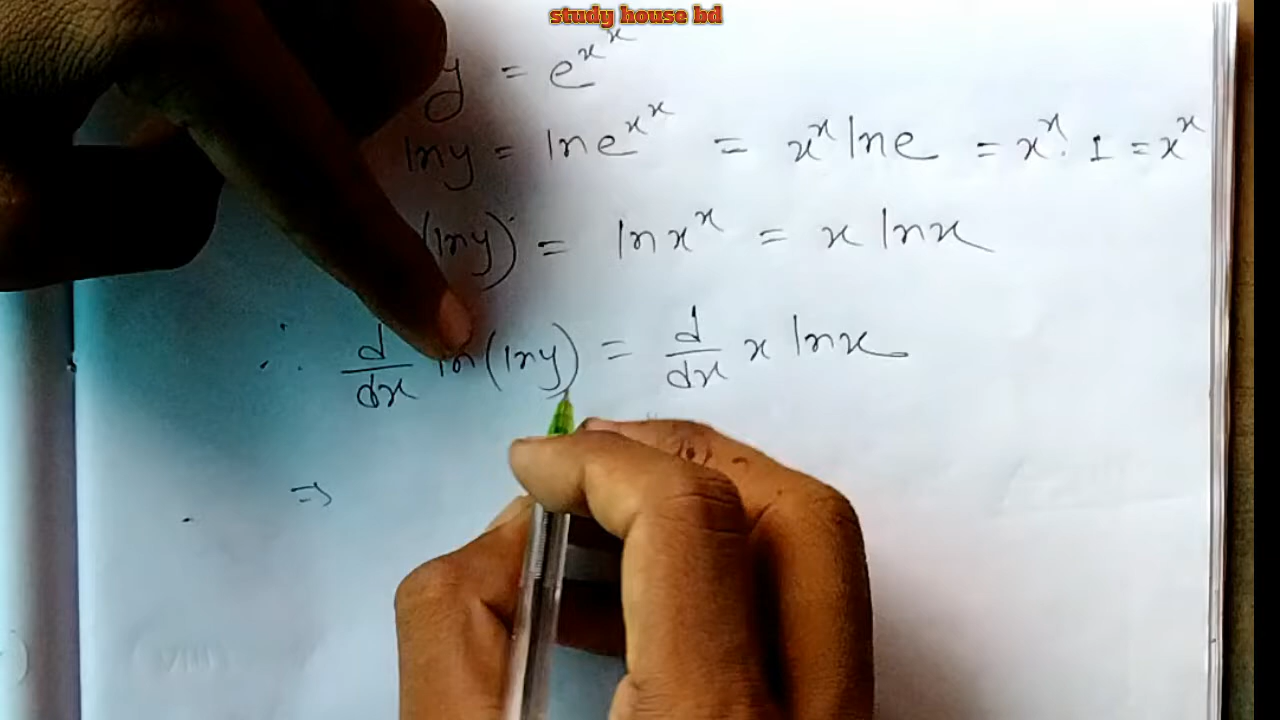 study house bd
y = e^{x^x}
lny = lne^{x^x} = x^x lne = x^x . 1 = x^x
(lny) = lnx^x = x lnx
∴ d/dx ln(lny) = d/dx x lnx
⇒